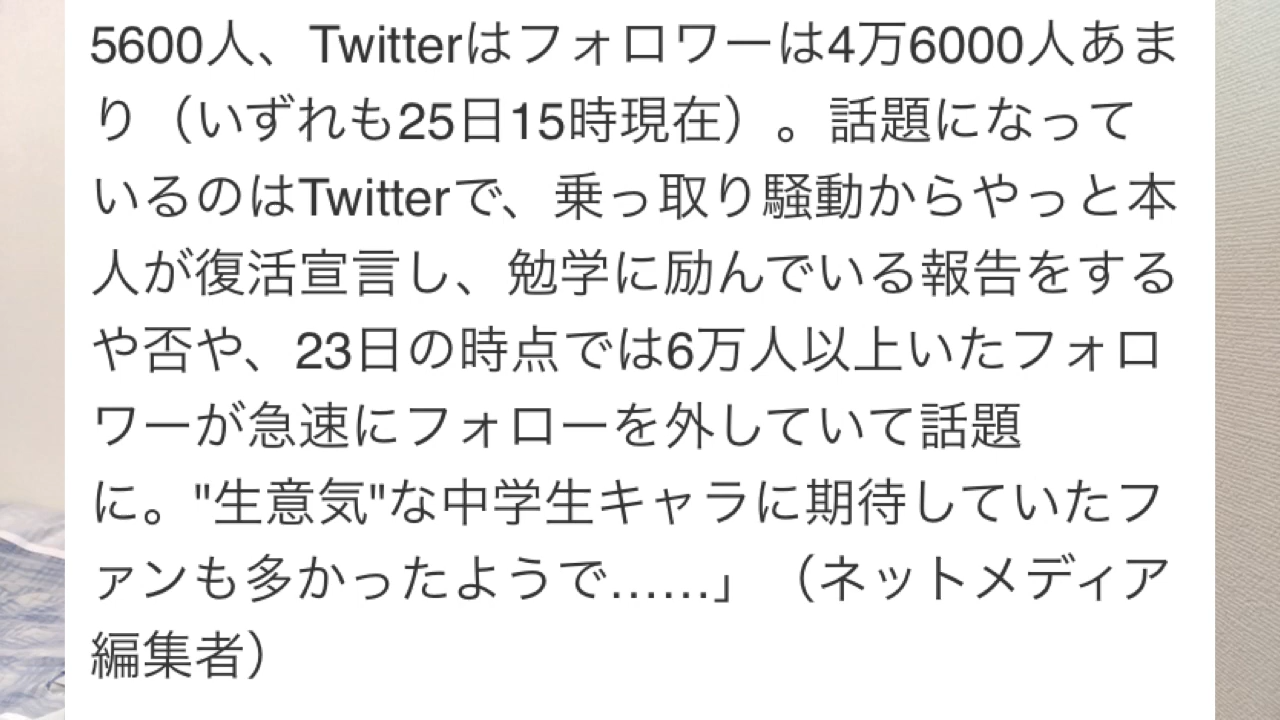 5600人、Twitterはフォロワーは4万6000人あま
り（いずれも25日15時現在）。話題になって
いるのはTwitterで、乗っ取り騒動からやっと本
人が復活宣言し、勉学に励んでいる報告をする
や否や、23日の時点では6万人以上いたフォロ
ワーが急速にフォローを外していて話題
に。"生意気"な中学生キャラに期待していたフ
ァンも多かったようで……」（ネットメディア
編集者）